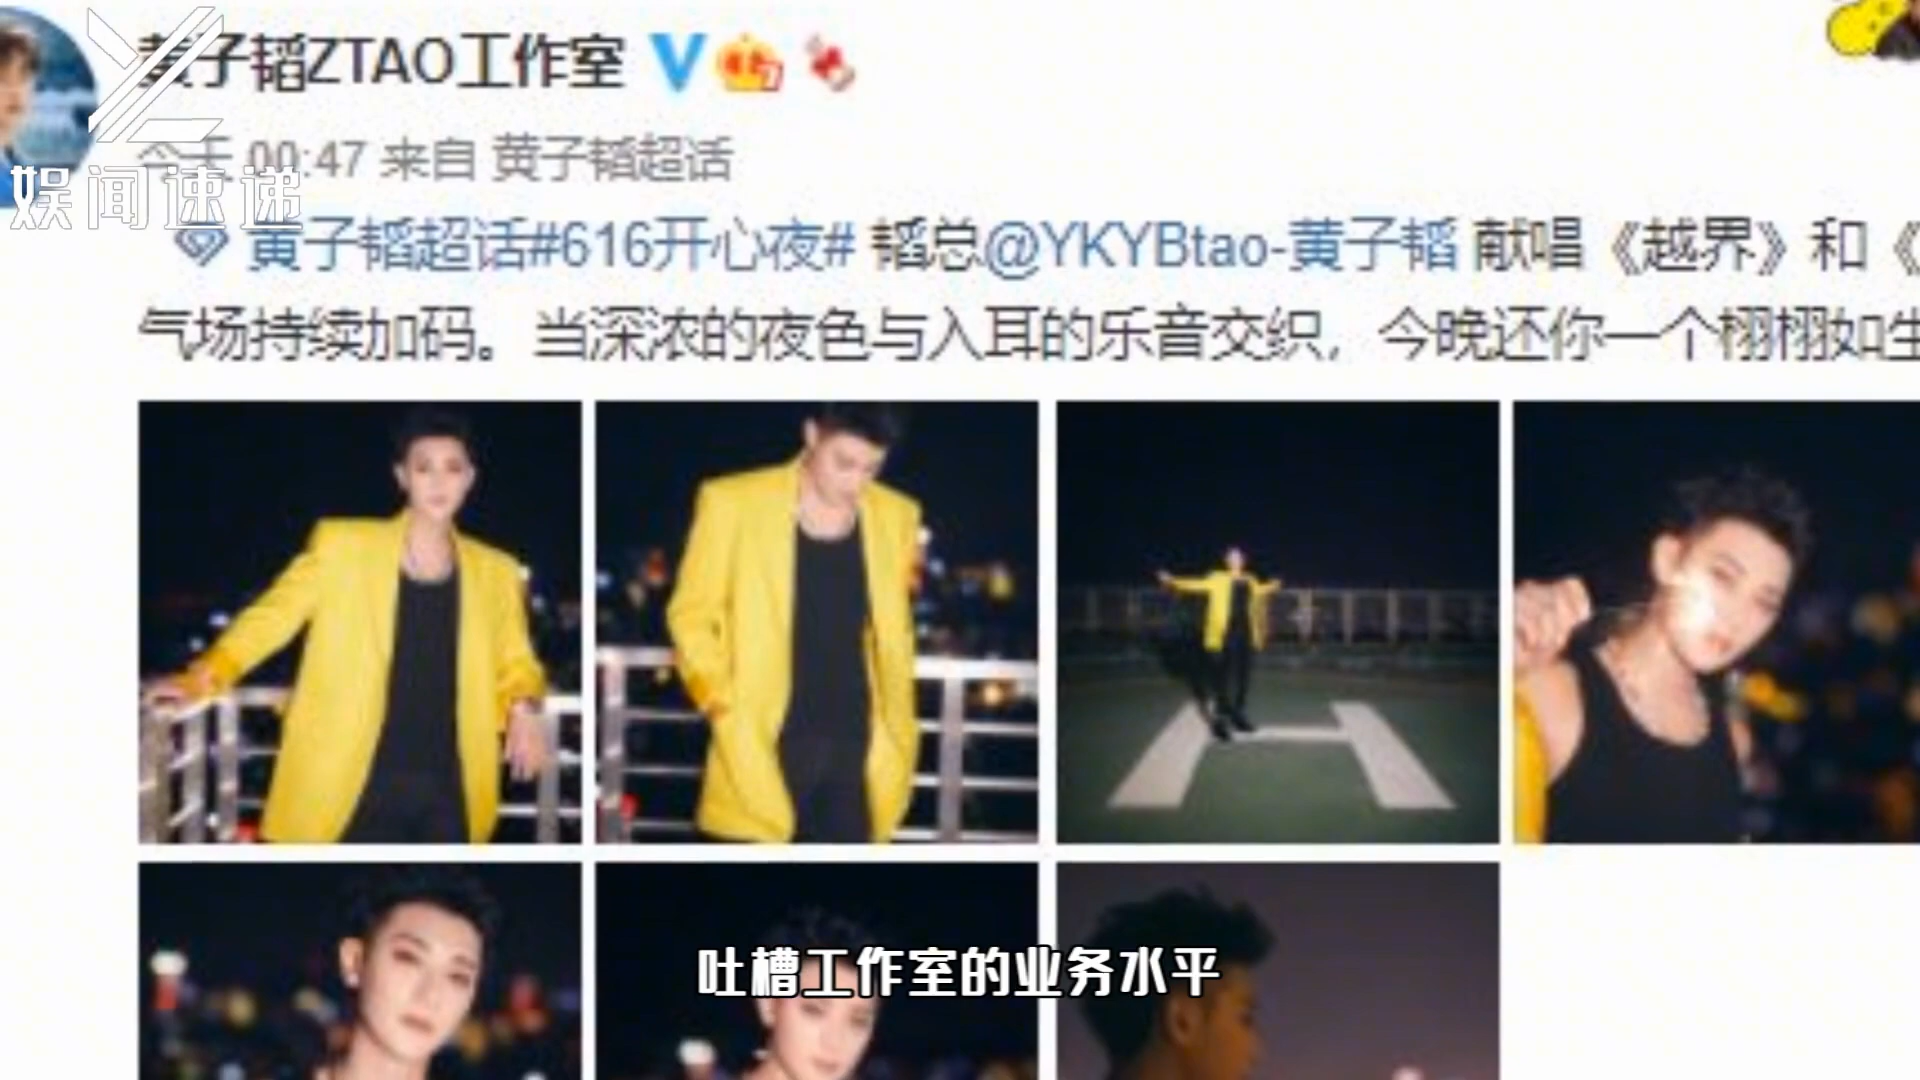 黄子韬ZTAO工作室
今天 00:47 来自 黄子韬超话
娱闻速递
黄子韬超话#616开心夜# 韬总@YKYBtao-黄子韬 献唱《越界》和《
气场持续加码。当深浓的夜色与入耳的乐音交织，今晚还你一个栩栩如生
吐槽工作室的业务水平